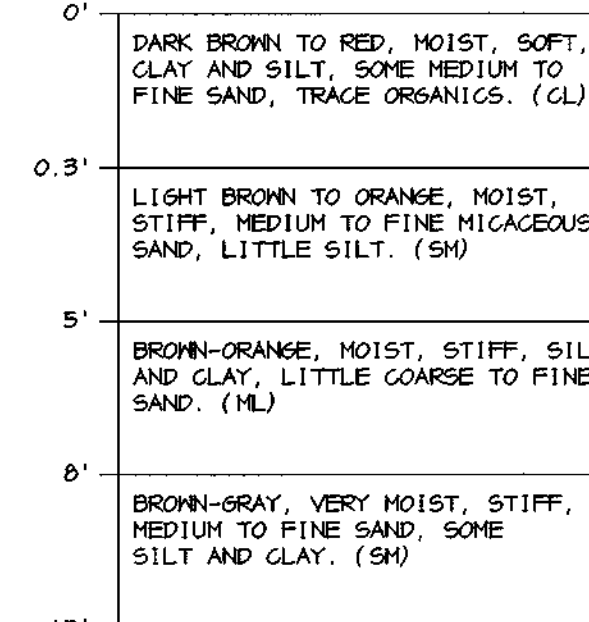 0'
DARK BROWN TO RED, MOIST, SOFT,
CLAY AND SILT, SOME MEDIUM TO
FINE SAND, TRACE ORGANICS. (CL)
0.3'
LIGHT BROWN TO ORANGE, MOIST,
STIFF, MEDIUM TO FINE MICACEOUS
SAND, LITTLE SILT. (SM)
5'
BROWN-ORANGE, MOIST, STIFF, SIL
AND CLAY, LITTLE COARSE TO FINE
SAND. (ML)
8'
BROWN-GRAY, VERY MOIST, STIFF,
MEDIUM TO FINE SAND, SOME
SILT AND CLAY. (SM)